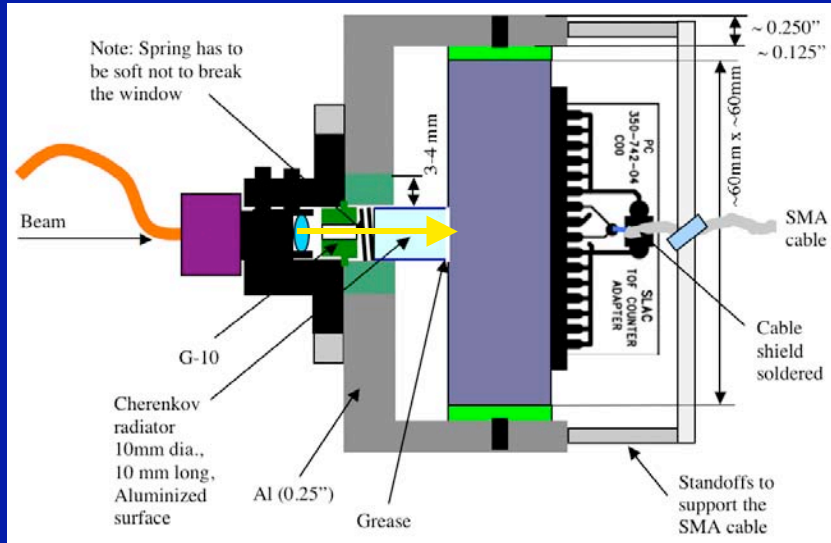 Note: Spring has to
be soft not to break
the window
~ 0.250”
~ 0.125”
3-4 mm
~60mm x ~60mm
PC
350-742-04
C00
Beam
SMA
cable
SLAC
TOF COUNTER
ADAPTER
G-10
Cable
shield
soldered
Cherenkov
radiator
10mm dia.,
10 mm long,
Aluminized
surface
Al (0.25”)
Grease
Standoffs to
support the
SMA cable